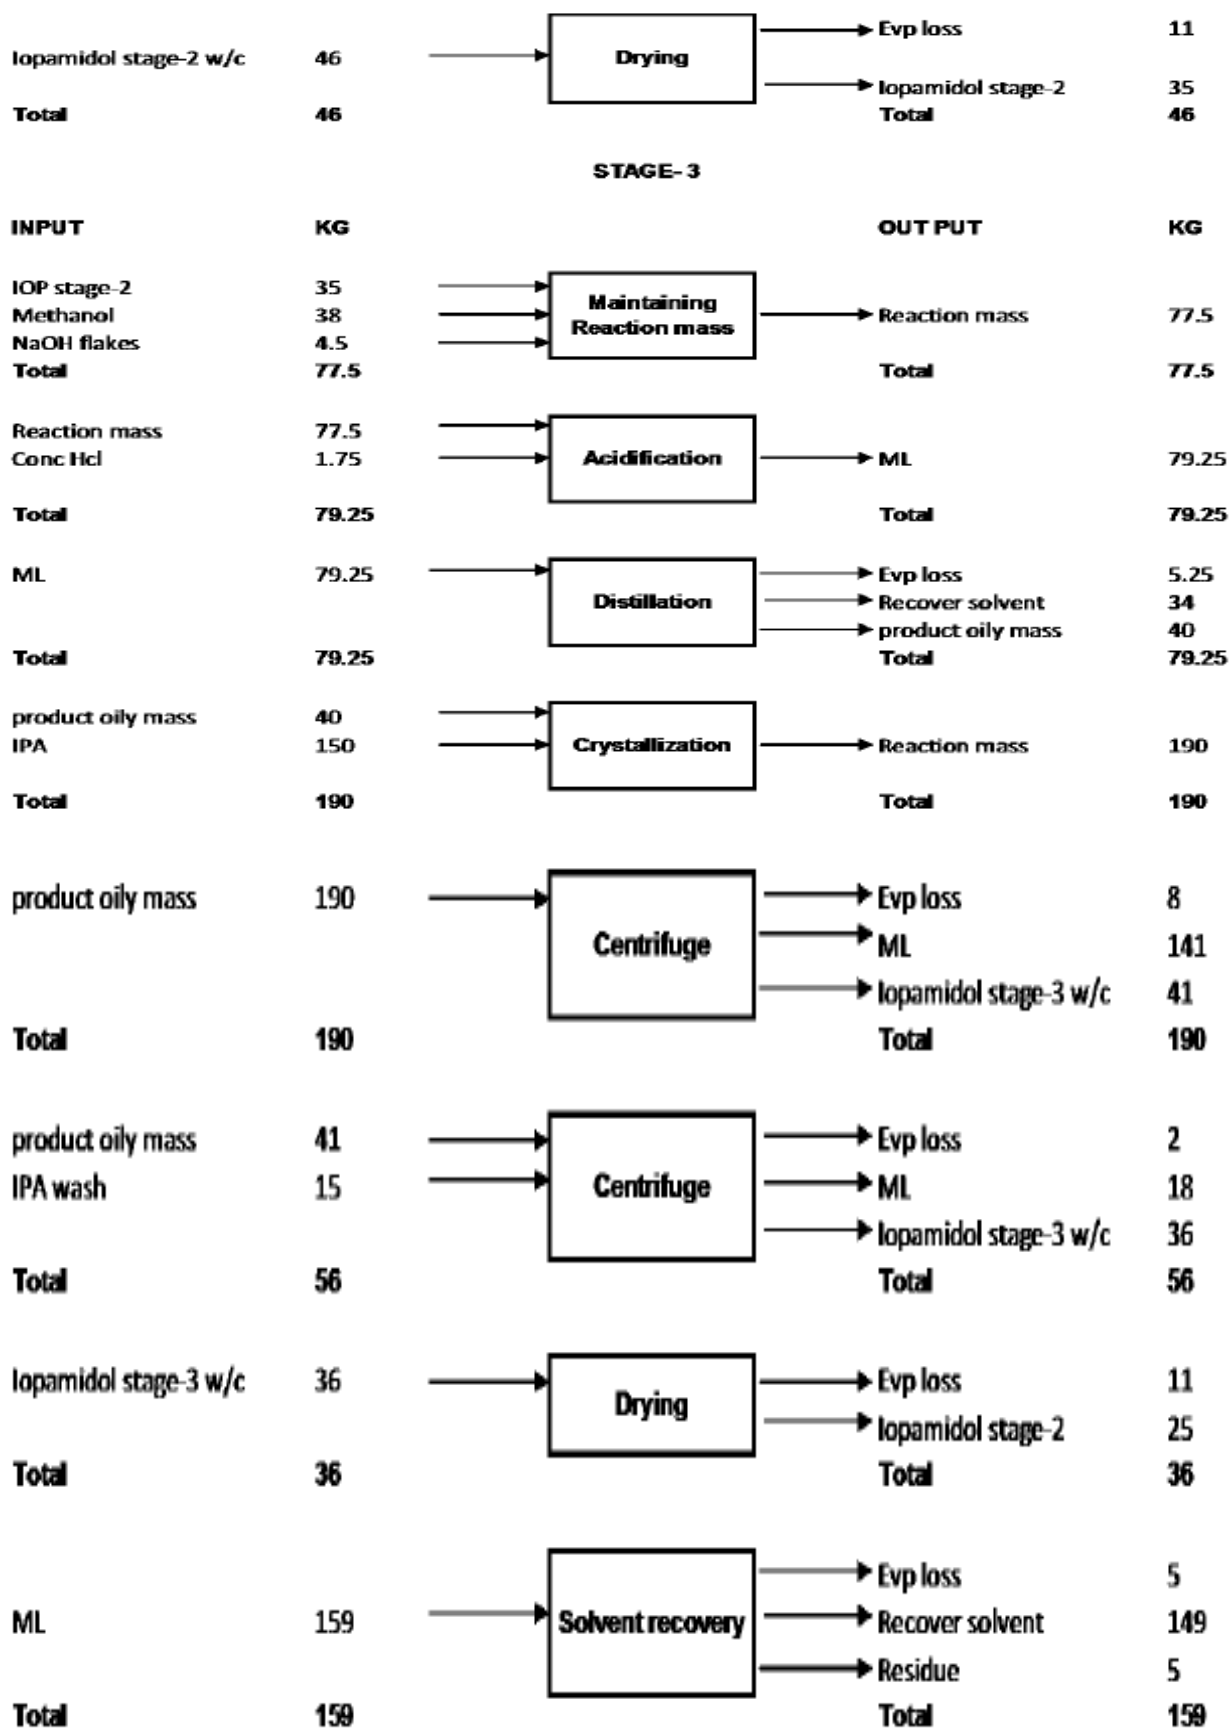 Evp loss 11
Iopamidol stage-2 w/c 46 Drying
Iopamidol stage-2 35
Total 46 Total 46
STAGE- 3
INPUT KG OUT PUT KG
IOP stage-2 35
Maintaining
Methanol 38 Reaction mass 77.5
Reaction mass
NaOH flakes 4.5
Total 77.5 Total 77.5
Reaction mass 77.5
Conc Hcl 1.75 Acidification ML 79.25
Total 79.25 Total 79.25
ML 79.25 Evp loss 5.25
Distillation Recover solvent 34
product oily mass 40
Total 79.25 Total 79.25
product oily mass 40
IPA 150 Crystallization Reaction mass 190
Total 190 Total 190
product oily mass 190 Evp loss 8
Centrifuge ML 141
Iopamidol stage-3 w/c 41
Total 190 Total 190
product oily mass 41 Evp loss 2
IPA wash 15 Centrifuge ML 18
Iopamidol stage-3 w/c 36
Total 56 Total 56
Iopamidol stage-3 w/c 36 Evp loss 11
Drying
Iopamidol stage-2 25
Total 36 Total 36
Evp loss 5
ML 159 Solvent recovery Recover solvent 149
Residue 5
Total 159 Total 159